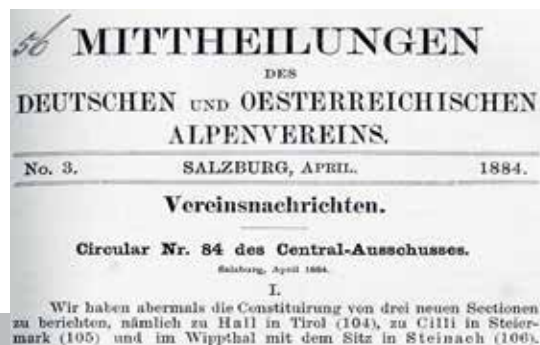 56
MITTHEILUNGEN
DES
DEUTSCHEN UND OESTERREICHISCHEN
ALPENVEREINS.
No. 3. SALZBURG, APRIL. 1884.
Vereinsnachrichten.
Circular Nr. 84 des Central-Ausschusses.
Salzburg, April 1884.
I.
Wir haben abermals die Constituirung von drei neuen Sectionen
zu berichten, nämlich zu Hall in Tirol (104), zu Cilli in Steier-
mark (105) und im Wippthal mit dem Sitz in Steinach (106),